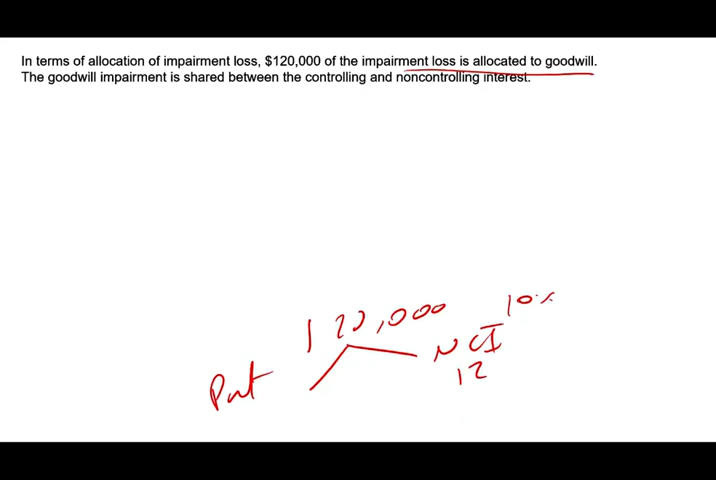 In terms of allocation of impairment loss, $120,000 of the impairment loss is allocated to goodwill.
The goodwill impairment is shared between the controlling and noncontrolling interest.
10%
120,000
NCI
12